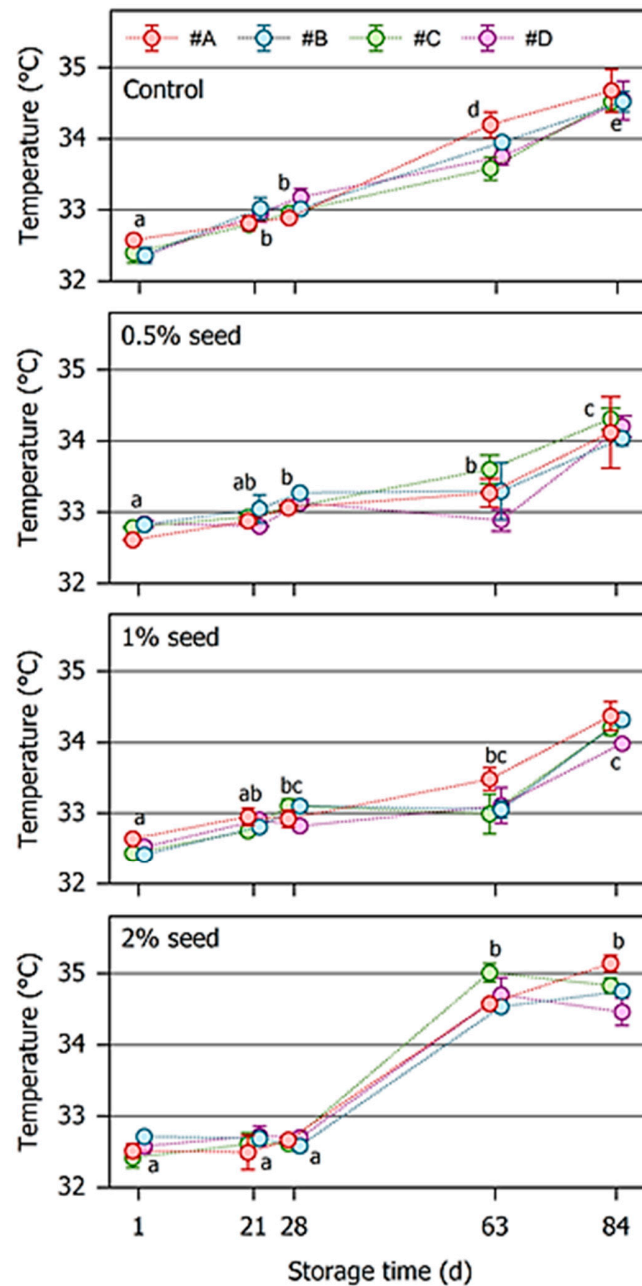 #A #B #C #D
Control
Temperature (°C)
35
34
33
32
a
b
b
d
e
0.5% seed
Temperature (°C)
35
34
33
32
a
ab
b
b
c
1% seed
Temperature (°C)
35
34
33
32
a
ab
bc
bc
c
2% seed
Temperature (°C)
35
34
33
32
a
a
a
b
b
1 21 28 63 84
Storage time (d)